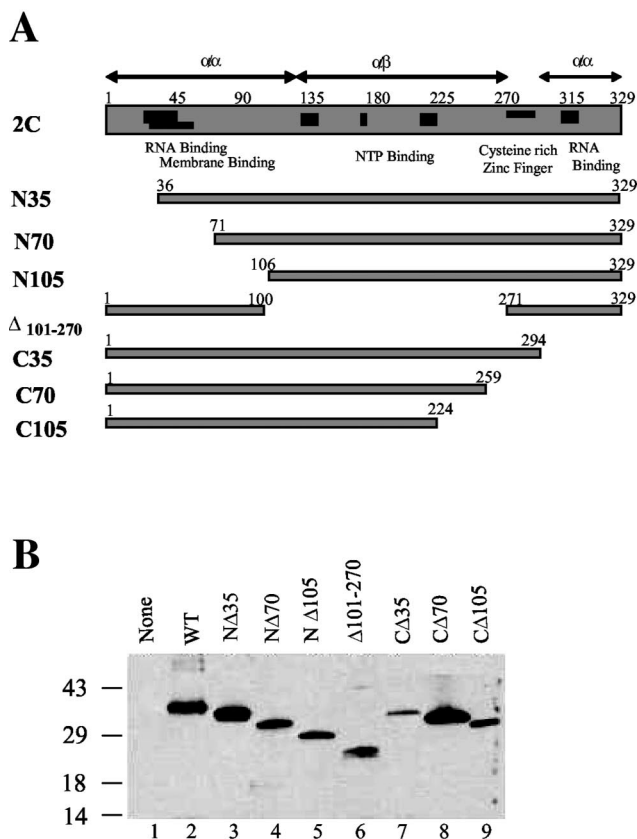 A
α/α α/β α/α
1 45 90 135 180 225 270 315 329
2C
RNA Binding Membrane Binding NTP Binding Cysteine rich Zinc Finger RNA Binding
36 329
N35
71 329
N70
106 329
N105
1 100 271 329
Δ 101-270
1 294
C35
1 259
C70
1 224
C105
B
None WT NΔ35 NΔ70 N Δ105 Δ101-270 CΔ35 CΔ70 CΔ105
43
29
18
14
1 2 3 4 5 6 7 8 9